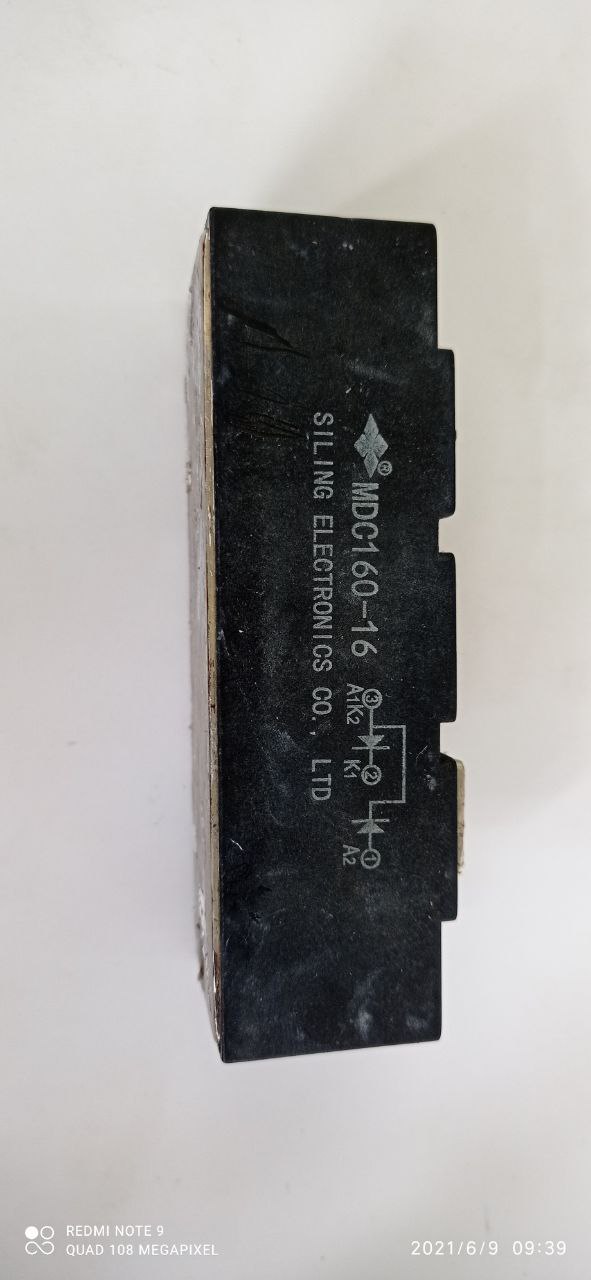 ® MDC160-16
SILING ELECTRONICS CO., LTD
3 2 1
A1K2 K1 A2
REDMI NOTE 9
QUAD 108 MEGAPIXEL
2021/6/9 09:39